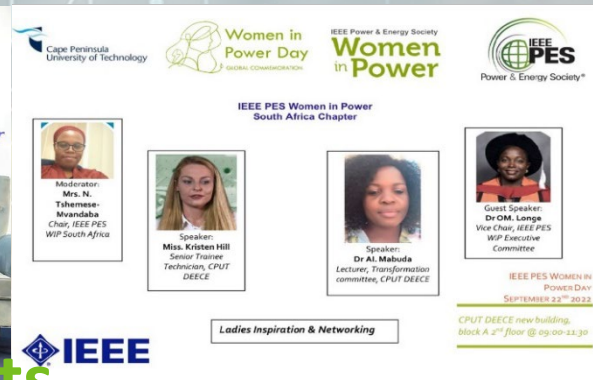 Cape Peninsula
University of Technology
Women in
Power Day
GLOBAL COMMEMORATION
IEEE Power & Energy Society
Women
in Power
IEEE
PES
Power & Energy Society®
IEEE PES Women in Power
South Africa Chapter
Moderator:
Mrs. N.
Tshemese-
Mvandaba
Chair, IEEE PES
WIP South Africa
Speaker:
Miss. Kristen Hill
Senior Trainee
Technician, CPUT
DEECE
Speaker:
Dr AI. Mabuda
Lecturer, Transformation
committee, CPUT DEECE
Guest Speaker:
Dr OM. Longe
Vice Chair, IEEE PES
WiP Executive
Committee
IEEE PES WOMEN IN
POWER DAY
SEPTEMBER 22ND 2022
CPUT DEECE new building,
block A 2nd floor @ 09:00-11:30
Ladies Inspiration & Networking
IEEE